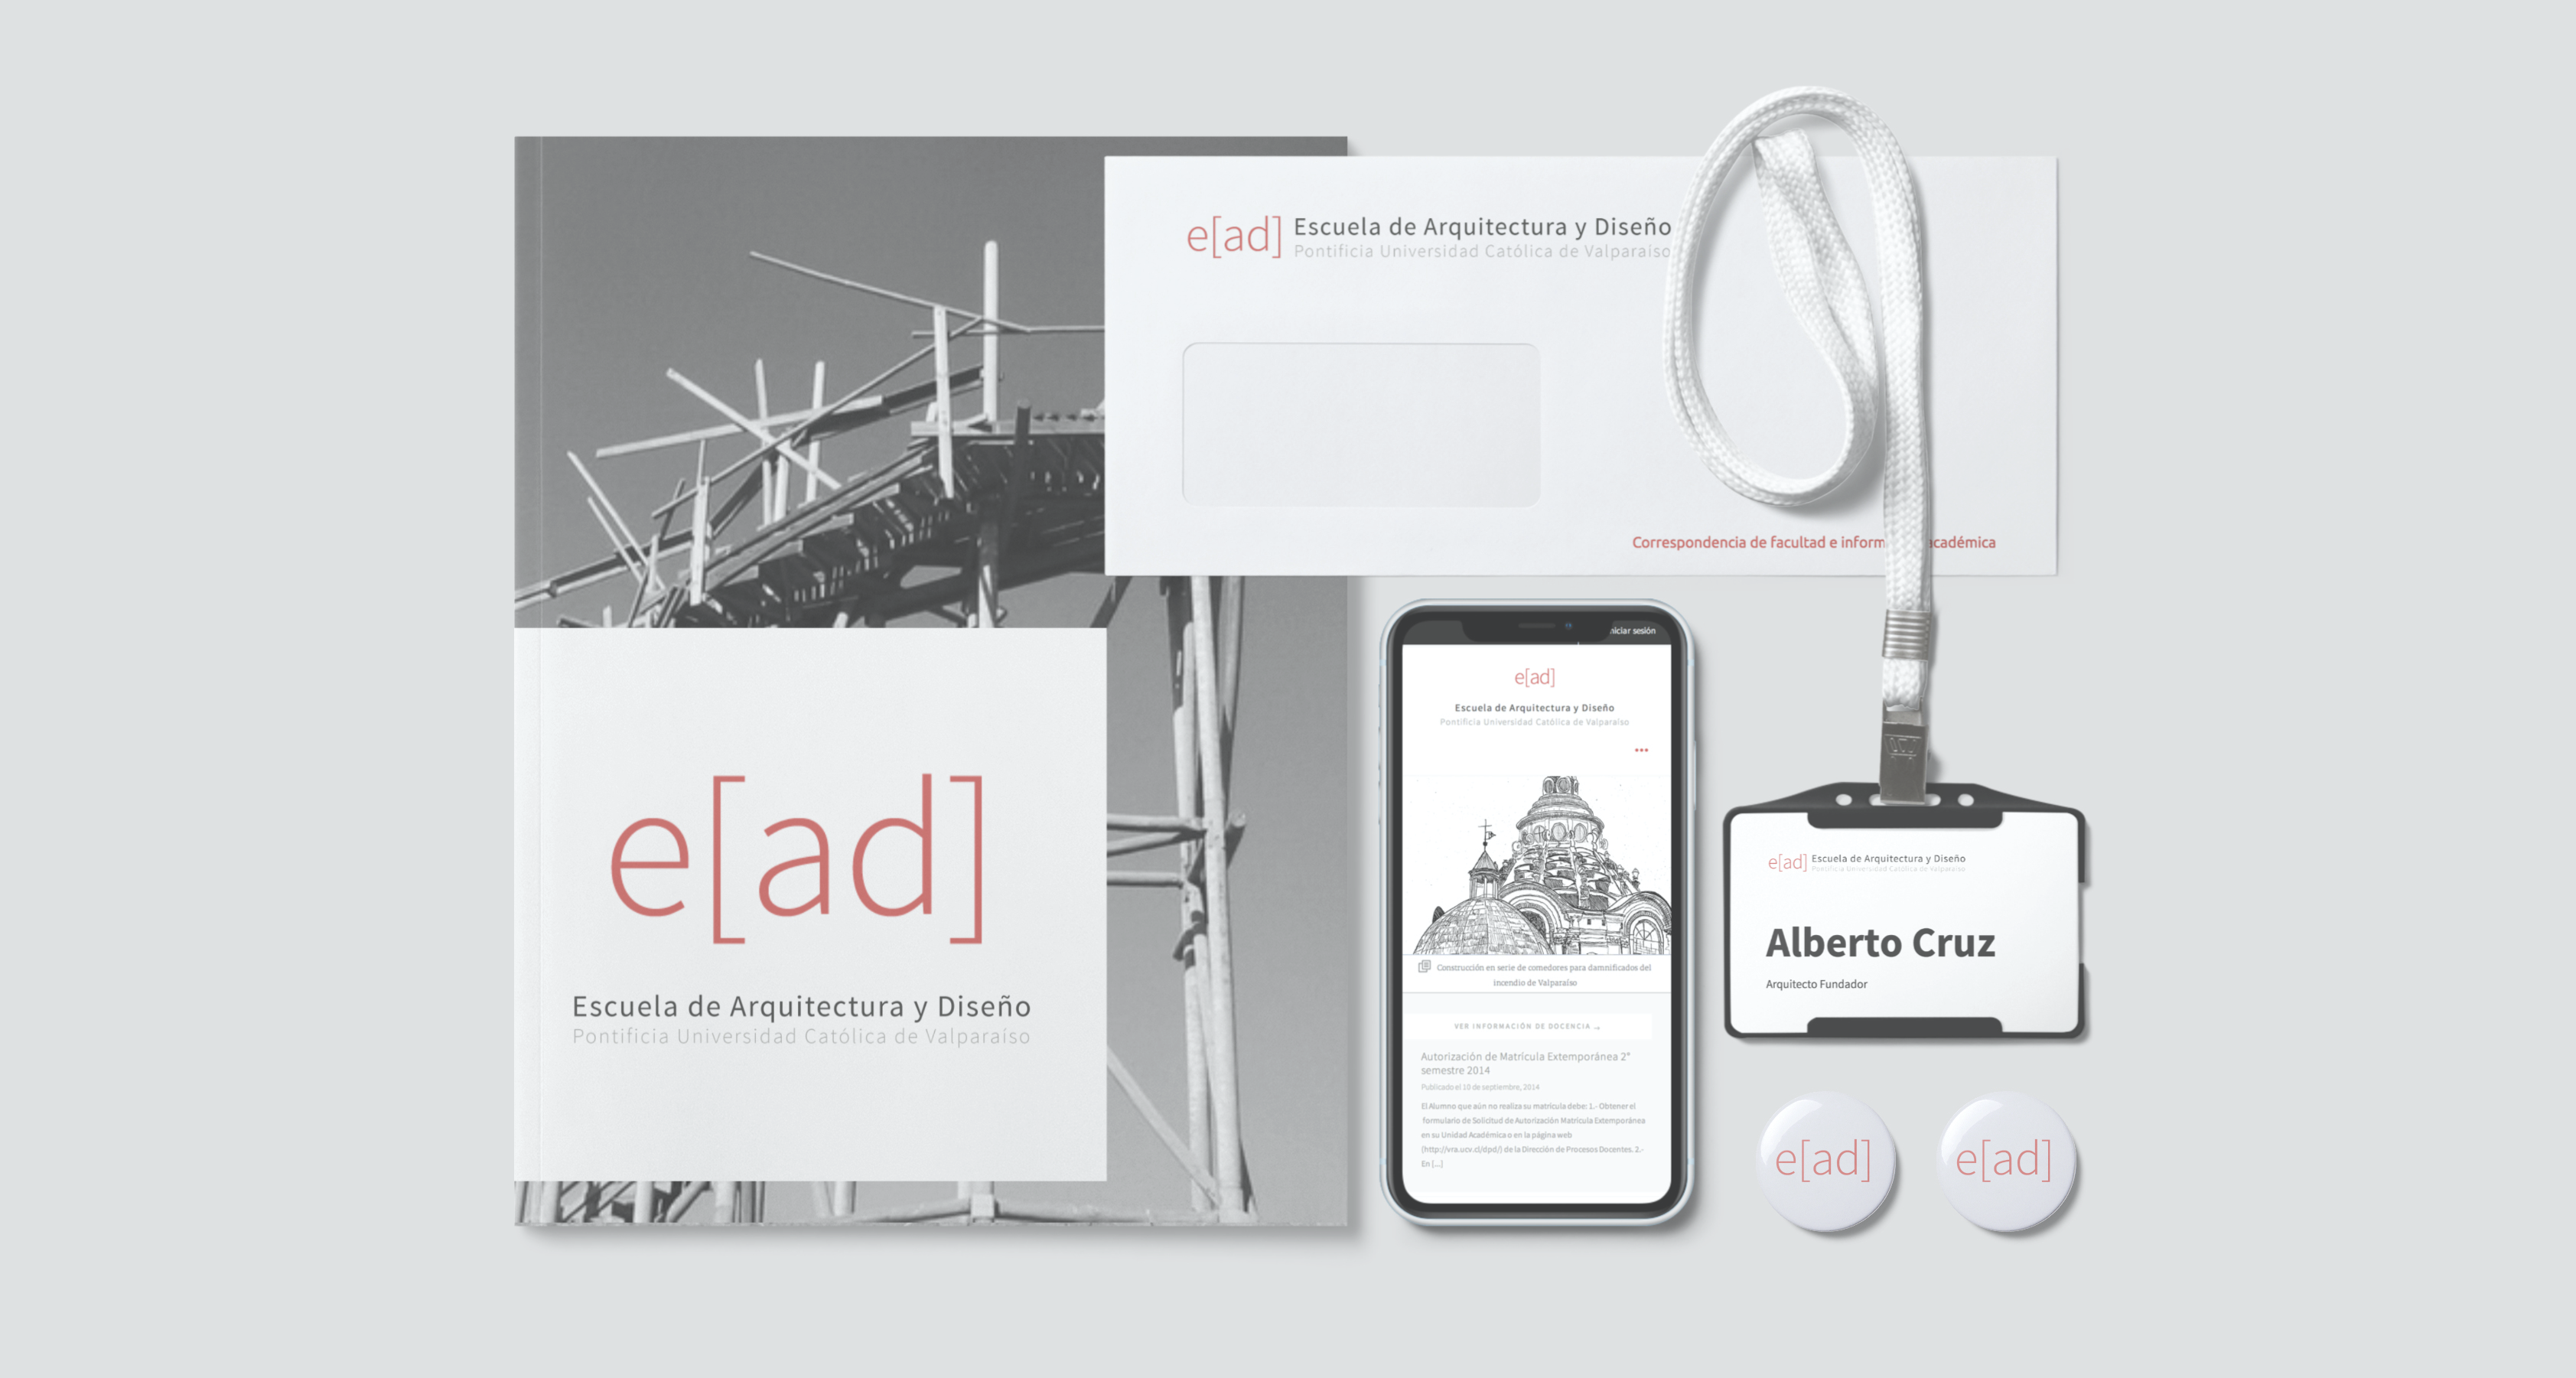 e[ad]
Escuela de Arquitectura y Diseño
Pontificia Universidad Católica de Valparaíso
e[ad] Escuela de Arquitectura y Diseño
Pontificia Universidad Católica de Valparaíso
Correspondencia de facultad e inform académica
niciar sesión
e[ad]
Escuela de Arquitectura y Diseño
Pontificia Universidad Católica de Valparaíso
Construcción en serie de comedores para damnificados del
incendio de Valparaíso
VER INFORMACIÓN DE DOCENCIA →
Autorización de Matrícula Extemporánea 2°
semestre 2014
Publicado el 10 de septiembre, 2014
El Alumno que aún no realiza su matrícula debe: 1.- Obtener el
formulario de Solicitud de Autorización Matrícula Extemporánea
en su Unidad Académica o en la página web
(http://vra.ucv.cl/dpd/) de la Dirección de Procesos Docentes. 2.-
En [...]
e[ad] Escuela de Arquitectura y Diseño
Pontificia Universidad Católica de Valparaíso
Alberto Cruz
Arquitecto Fundador
e[ad]
e[ad]